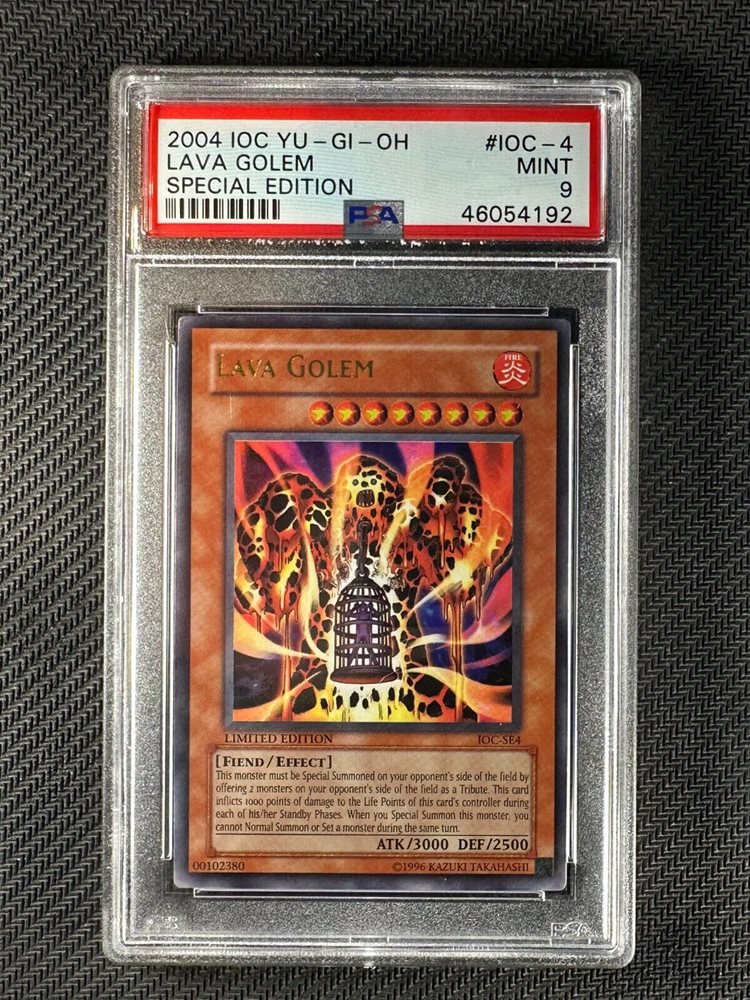 2004 IOC YU-GI-OH #IOC-4
LAVA GOLEM MINT
SPECIAL EDITION 9
PSA 46054192
LAVA GOLEM
FIRE
炎
LIMITED EDITION IOC-SE4
[FIEND/EFFECT]
This monster must be Special Summoned on your opponent's side of the field by
offering 2 monsters on your opponent's side of the field as a Tribute. This card
inflicts 1000 points of damage to the Life Points of this card's controller during
each of his/her Standby Phases. When you Special Summon this monster, you
cannot Normal Summon or Set a monster during the same turn.
ATK/3000 DEF/2500
00102380 ©1996 KAZUKI TAKAHASHI
PSA